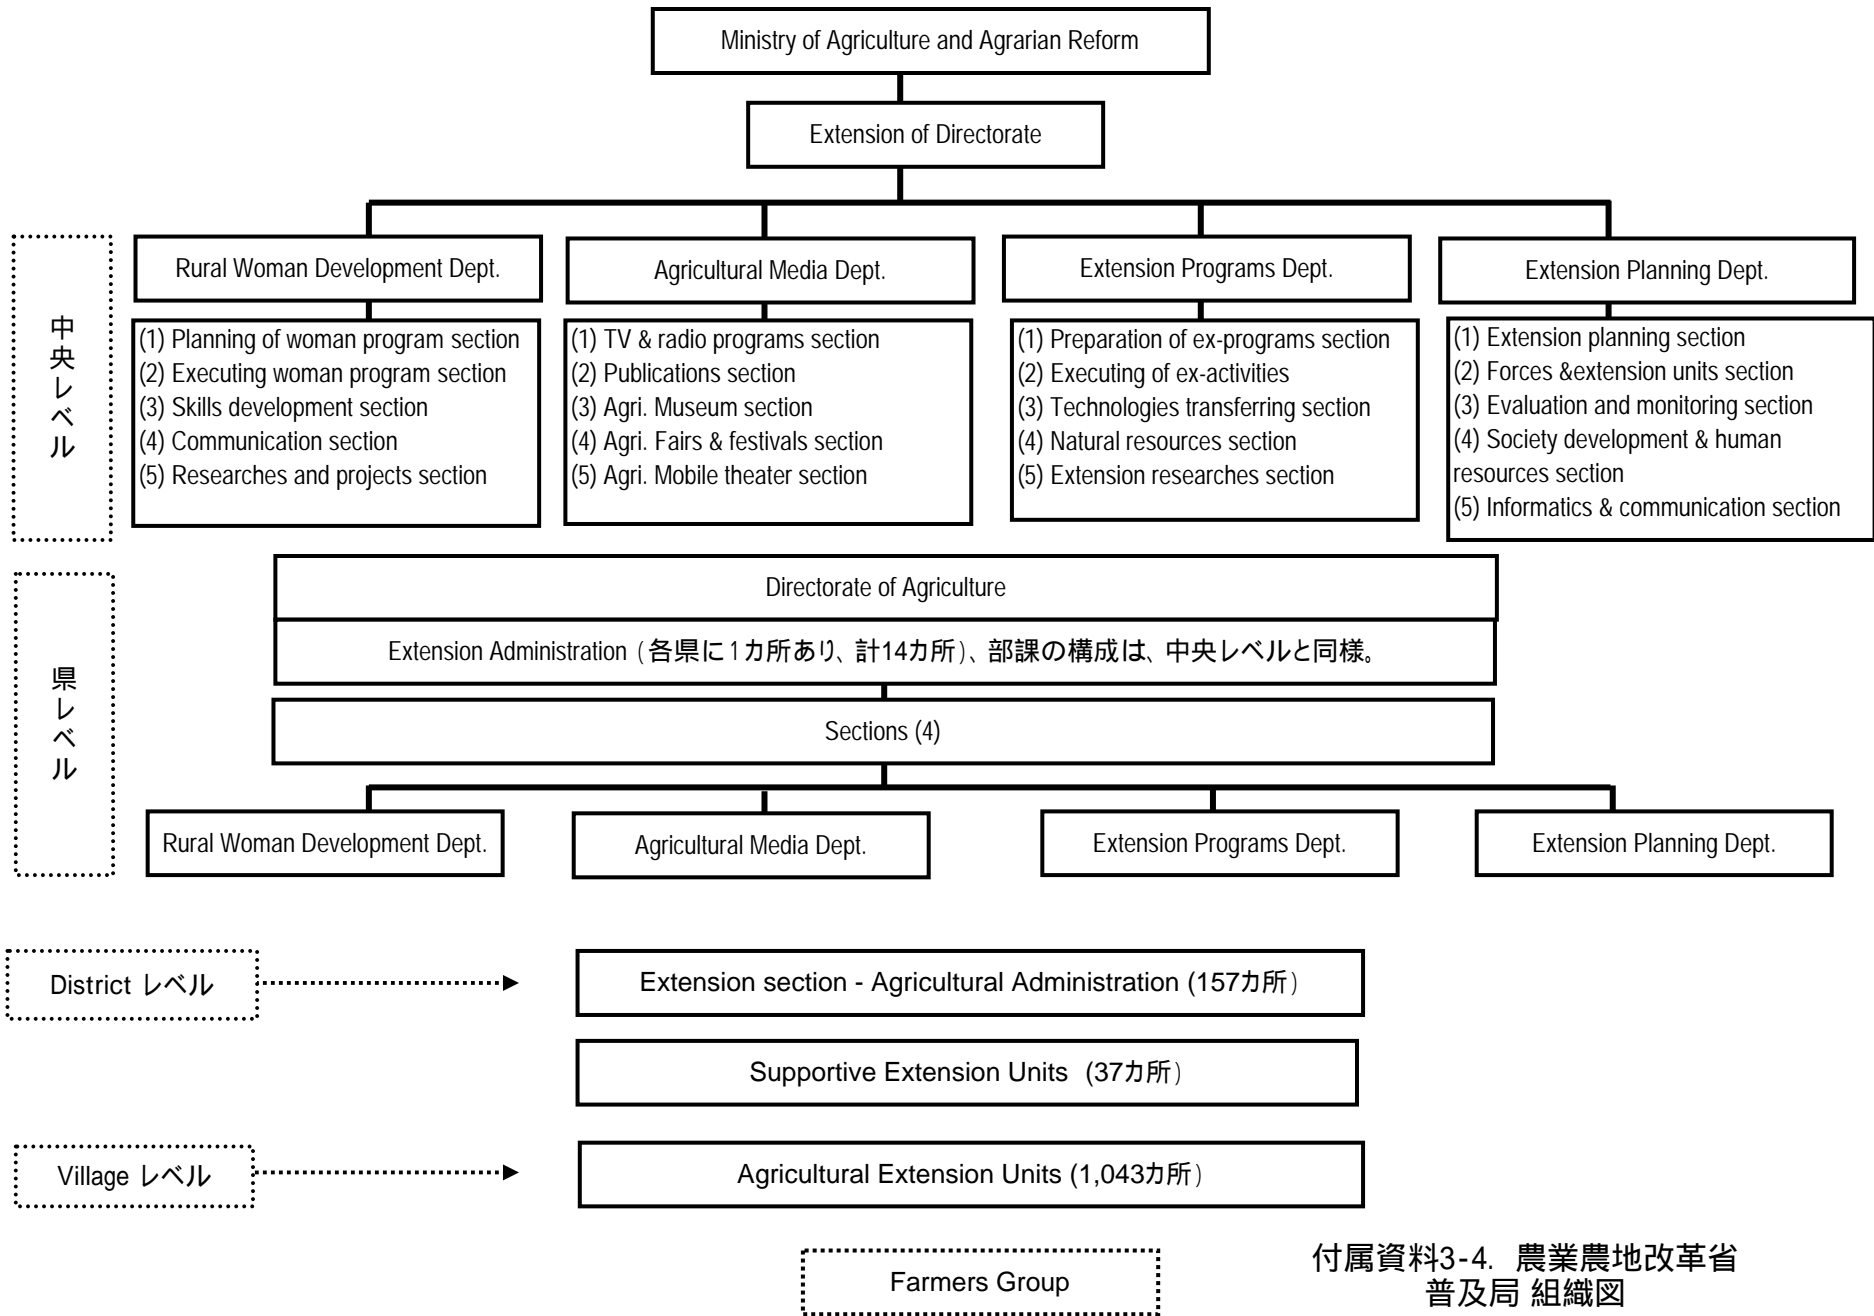 Ministry of Agriculture and Agrarian Reform
Extension of Directorate
中央レベル
Rural Woman Development Dept.
(1) Planning of woman program section
(2) Executing woman program section
(3) Skills development section
(4) Communication section
(5) Researches and projects section
Agricultural Media Dept.
(1) TV & radio programs section
(2) Publications section
(3) Agri. Museum section
(4) Agri. Fairs & festivals section
(5) Agri. Mobile theater section
Extension Programs Dept.
(1) Preparation of ex-programs section
(2) Executing of ex-activities
(3) Technologies transferring section
(4) Natural resources section
(5) Extension researches section
Extension Planning Dept.
(1) Extension planning section
(2) Forces &extension units section
(3) Evaluation and monitoring section
(4) Society development & human
resources section
(5) Informatics & communication section
県レベル
Directorate of Agriculture
Extension Administration (各県に1カ所あり、計14カ所)、部課の構成は、中央レベルと同様。
Sections (4)
Rural Woman Development Dept.
Agricultural Media Dept.
Extension Programs Dept.
Extension Planning Dept.
District レベル
Extension section - Agricultural Administration (157カ所)
Supportive Extension Units (37カ所)
Village レベル
Agricultural Extension Units (1,043カ所)
Farmers Group
付属資料3-4. 農業農地改革省
普及局 組織図